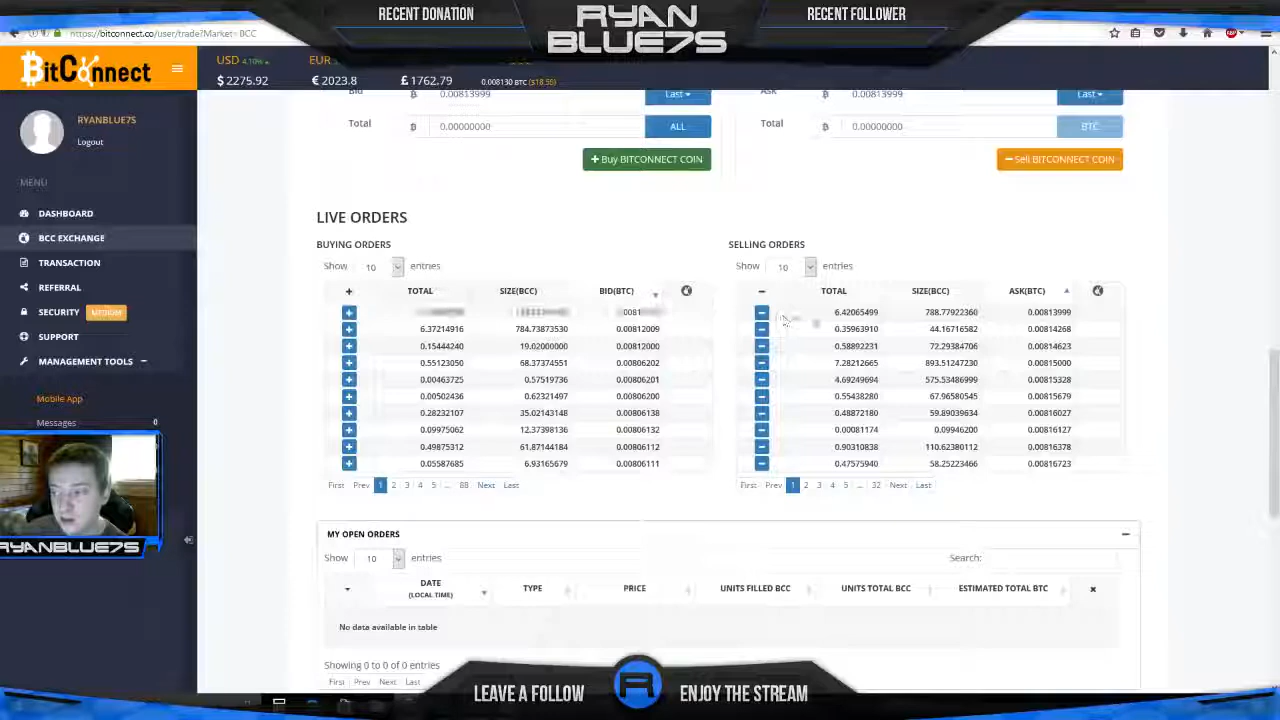 RECENT DONATION
RYAN
BLUE7S
RECENT FOLLOWER
https://bitconnect.co/user/trade?Market=BCC
BitConnect
USD 4.10%
EUR
$ 2275.92
€ 2023.8
£ 1762.79
0.008130 BTC ($18.55)
RYANBLUE7S
Logout
MENU
DASHBOARD
BCC EXCHANGE
TRANSACTION
REFERRAL
SECURITY MEDIUM
SUPPORT
MANAGEMENT TOOLS
Mobile App
Messages 0
RYANBLUE7S
Bid 0.00813999 Last
Total 0.00000000 ALL
+ Buy BITCONNECT COIN
Ask 0.00813999 Last
Total 0.00000000 BTC
− Sell BITCONNECT COIN
LIVE ORDERS
BUYING ORDERS
Show 10 entries
+ TOTAL SIZE(BCC) BID(BTC)
+ 6.37214916 784.73873530 0.00812009
+ 0.15444240 19.02000000 0.00812000
+ 0.55123050 68.37374551 0.00806202
+ 0.00463725 0.57519736 0.00806201
+ 0.00502436 0.62321497 0.00806200
+ 0.28232107 35.02143148 0.00806138
+ 0.09975062 12.37398136 0.00806132
+ 0.49875312 61.87144184 0.00806112
+ 0.05587685 6.93165679 0.00806111
First Prev 1 2 3 4 5 ... 88 Next Last
SELLING ORDERS
Show 10 entries
− TOTAL SIZE(BCC) ASK(BTC)
− 6.42065499 788.77922360 0.00813999
− 0.35963910 44.16716582 0.00814268
− 0.58892231 72.29384706 0.00814623
− 7.28212665 893.51247230 0.00815000
− 4.69249694 575.53486999 0.00815328
− 0.55438280 67.96580545 0.00815679
− 0.48872180 59.89039634 0.00816027
− 0.00081174 0.09946200 0.00816127
− 0.90310838 110.62380112 0.00816378
− 0.47575940 58.25223466 0.00816723
First Prev 1 2 3 4 5 ... 32 Next Last
MY OPEN ORDERS
Show 10 entries
Search:
DATE
(LOCAL TIME)
TYPE PRICE UNITS FILLED BCC UNITS TOTAL BCC ESTIMATED TOTAL BTC
No data available in table
Showing 0 to 0 of 0 entries
First Prev Next Last
LEAVE A FOLLOW
R
ENJOY THE STREAM